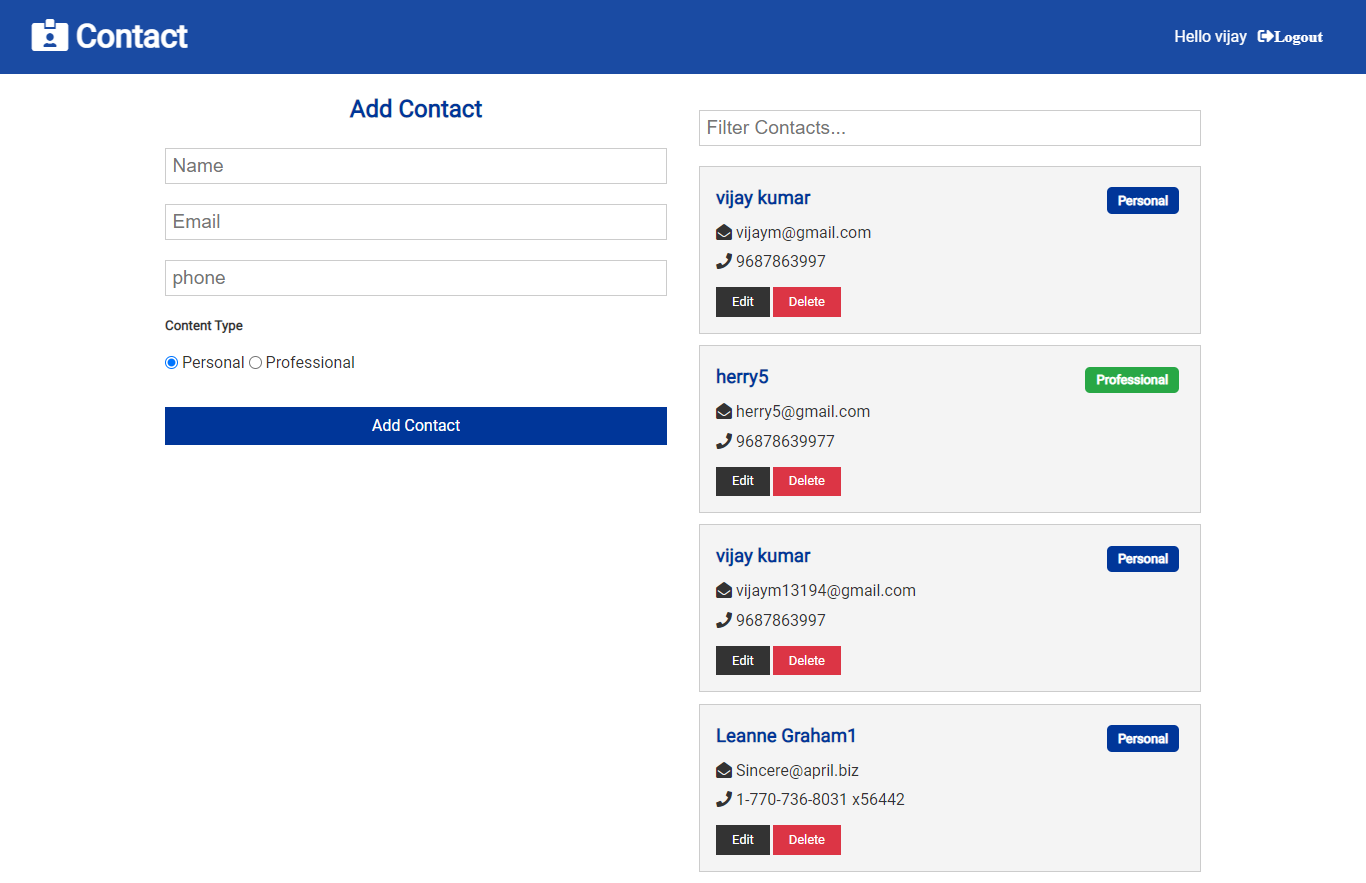 Contact
Hello vijay Logout
Add Contact
Name
Email
phone
Content Type
Personal Professional
Add Contact
Filter Contacts...
vijay kumar
Personal
vijaym@gmail.com
9687863997
Edit Delete
herry5
Professional
herry5@gmail.com
96878639977
Edit Delete
vijay kumar
Personal
vijaym13194@gmail.com
9687863997
Edit Delete
Leanne Graham1
Personal
Sincere@april.biz
1-770-736-8031 x56442
Edit Delete